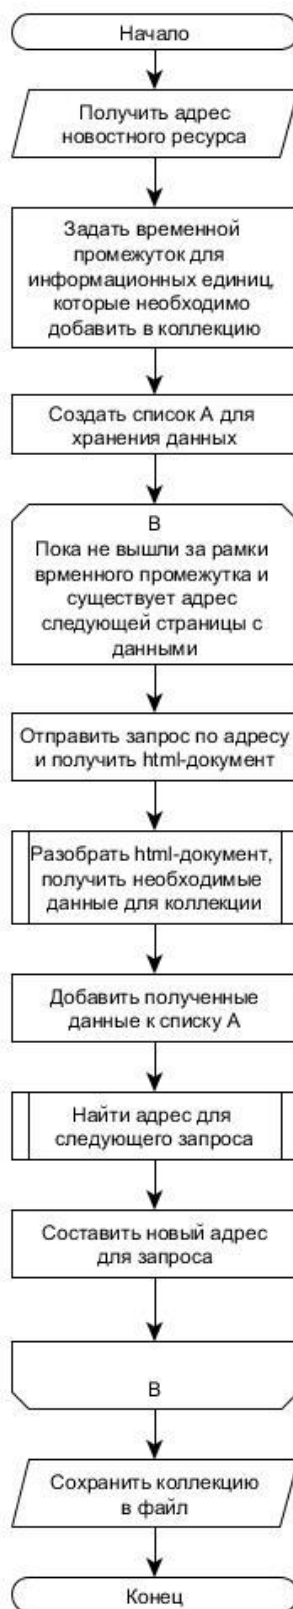 Начало
Получить адрес
новостного ресурса
Задать временной
промежуток для
информационных единиц,
которые необходимо
добавить в коллекцию
Создать список А для
хранения данных
В
Пока не вышли за рамки
врменного промежутка и
существует адрес
следующей страницы с
данными
Отправить запрос по адресу
и получить html-документ
Разобрать html-документ,
получить необходимые
данные для коллекции
Добавить полученные
данные к списку А
Найти адрес для
следующего запроса
Составить новый адрес
для запроса
В
Сохранить коллекцию
в файл
Конец